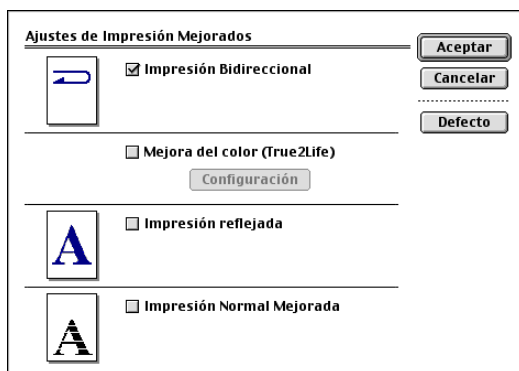 Ajustes de Impresión Mejorados
Impresión Bidireccional
Mejora del color (True2Life)
Configuración
Impresión reflejada
A
Impresión Normal Mejorada
A
Aceptar
Cancelar
Defecto